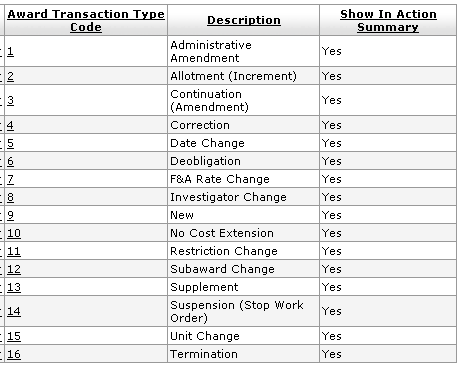 Award Transaction Type Description Show In Action
Code Summary
1 Administrative Yes
Amendment
2 Allotment (Increment) Yes
3 Continuation Yes
(Amendment)
4 Correction Yes
5 Date Change Yes
6 Deobligation Yes
7 F&A Rate Change Yes
8 Investigator Change Yes
9 New Yes
10 No Cost Extension Yes
11 Restriction Change Yes
12 Subaward Change Yes
13 Supplement Yes
14 Suspension (Stop Work Yes
Order)
15 Unit Change Yes
16 Termination Yes